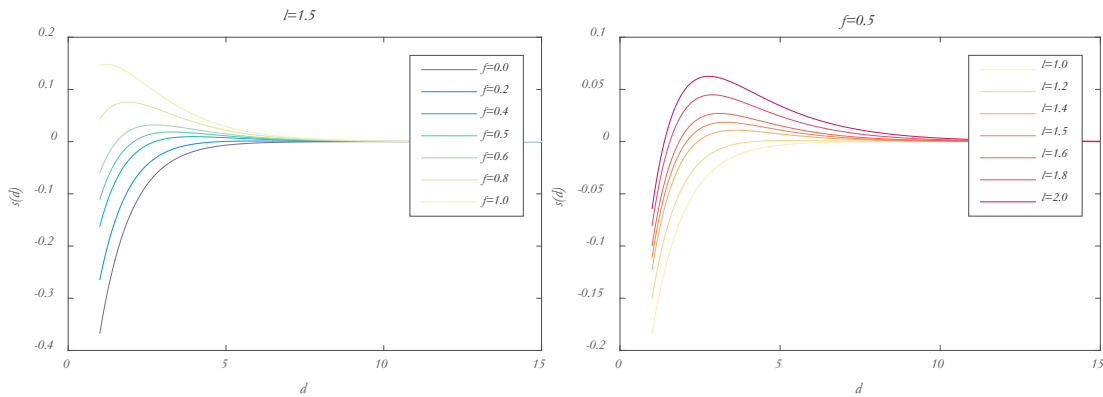 l=1.5
0.2
0.1
0
-0.1
-0.2
-0.3
-0.4
s(d)
0
5
10
15
d
f=0.0
f=0.2
f=0.4
f=0.5
f=0.6
f=0.8
f=1.0
f=0.5
0.1
0.05
0
-0.05
-0.1
-0.15
-0.2
s(d)
0
5
10
15
d
l=1.0
l=1.2
l=1.4
l=1.5
l=1.6
l=1.8
l=2.0